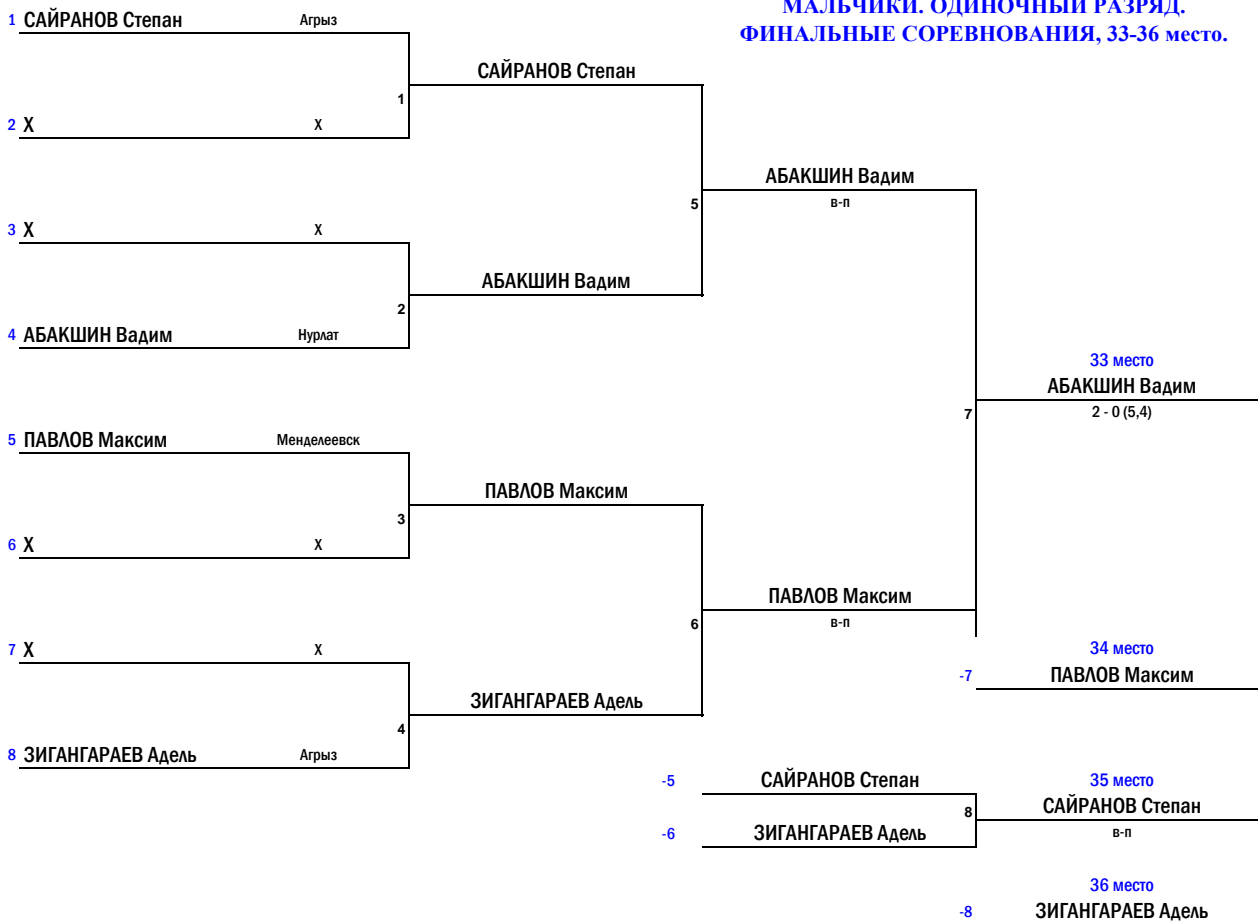 МАЛЬЧИКИ. ОДИНОЧНЫЙ РАЗРЯД.
ФИНАЛЬНЫЕ СОРЕВНОВАНИЯ, 33-36 место.
1 САЙРАНОВ Степан Агрыз
САЙРАНОВ Степан
1
2 X X
АБАКШИН Вадим
5 в-п
3 X X
АБАКШИН Вадим
2
4 АБАКШИН Вадим Нурлат
33 место
АБАКШИН Вадим
7 2 - 0 (5,4)
5 ПАВЛОВ Максим Менделеевск
ПАВЛОВ Максим
3
6 X X
ПАВЛОВ Максим
6 в-п
7 X X
34 место
-7 ПАВЛОВ Максим
ЗИГАНГАРАЕВ Адель
4
8 ЗИГАНГАРАЕВ Адель Агрыз
-5 САЙРАНОВ Степан 35 место
8 САЙРАНОВ Степан
-6 ЗИГАНГАРАЕВ Адель в-п
36 место
-8 ЗИГАНГАРАЕВ Адель